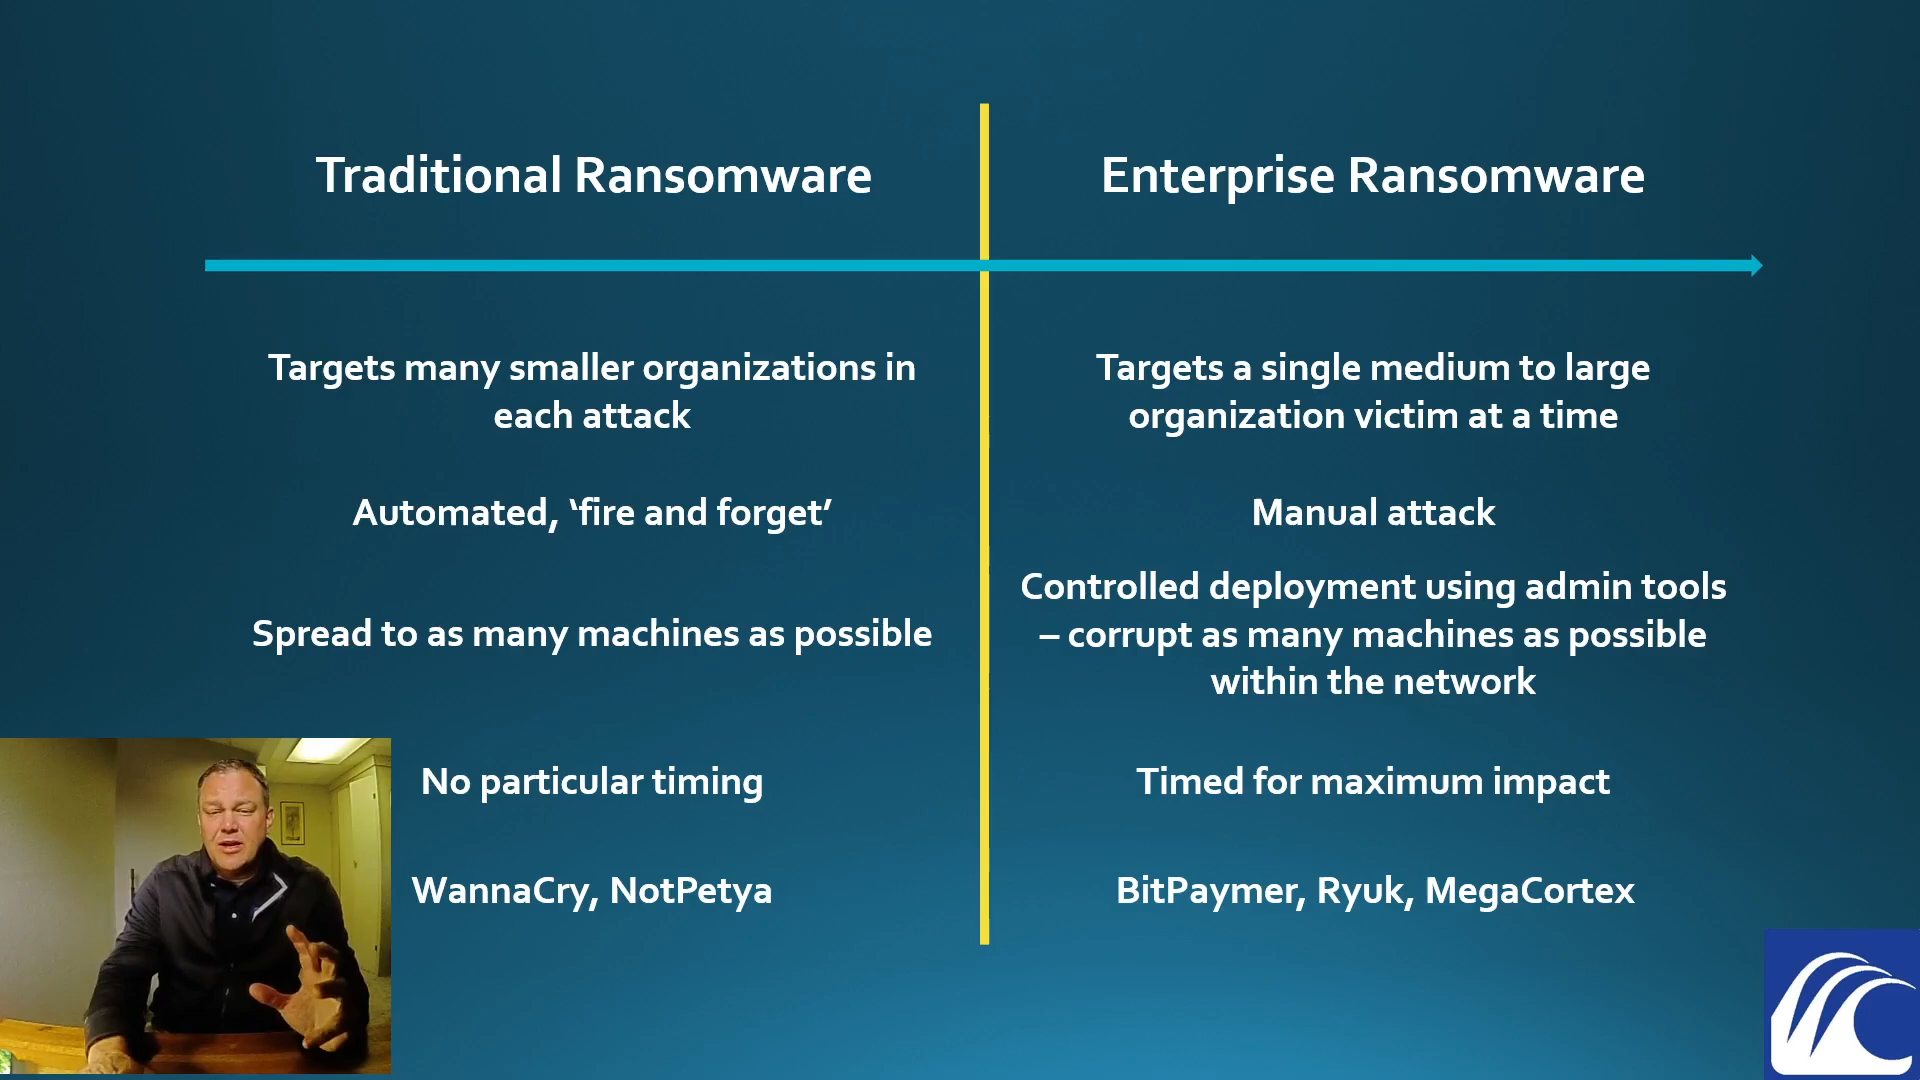 Traditional Ransomware
Enterprise Ransomware
Targets many smaller organizations in
each attack
Targets a single medium to large
organization victim at a time
Automated, ‘fire and forget’
Manual attack
Spread to as many machines as possible
Controlled deployment using admin tools
– corrupt as many machines as possible
within the network
No particular timing
Timed for maximum impact
WannaCry, NotPetya
BitPaymer, Ryuk, MegaCortex